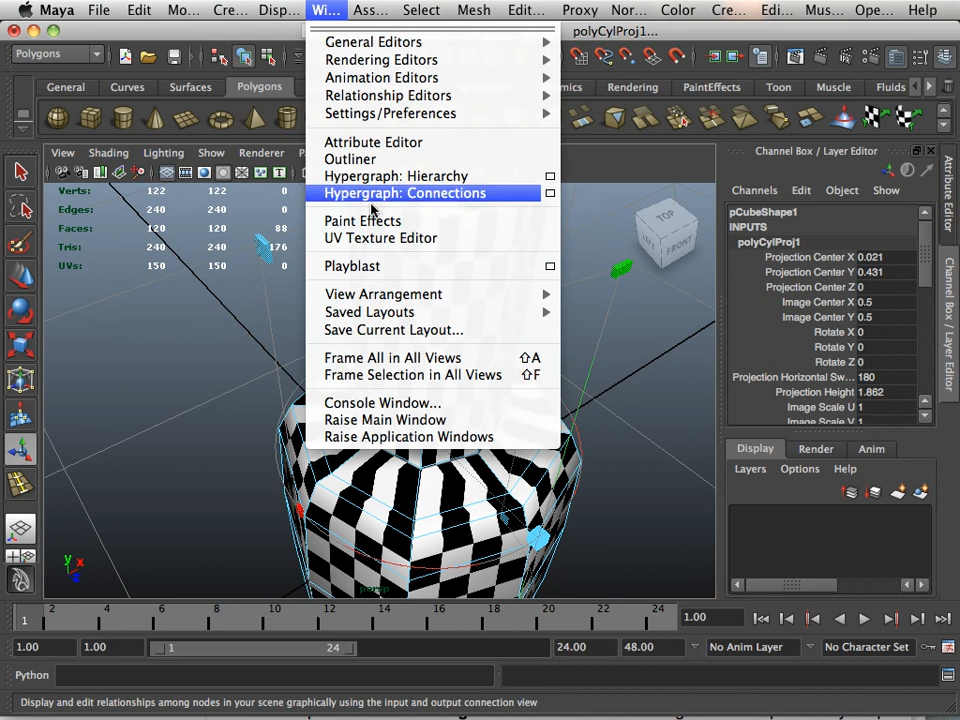 Maya File Edit Mo... Cre... Disp... Wi... Ass... Select Mesh Edit... Proxy Nor... Color Cre... Edi... Mus... Ope... Help
polyCylProj1...
Polygons
General Curves Surfaces Polygons mics Rendering PaintEffects Toon Muscle Fluids
General Editors
Rendering Editors
Animation Editors
Relationship Editors
Settings/Preferences
Attribute Editor
Outliner
Hypergraph: Hierarchy
Hypergraph: Connections
Paint Effects
UV Texture Editor
Playblast
View Arrangement
Saved Layouts
Save Current Layout...
Frame All in All Views ⇧A
Frame Selection in All Views ⇧F
Console Window...
Raise Main Window
Raise Application Windows
View Shading Lighting Show Renderer
Verts: 122 122 0
Edges: 240 240 0
Faces: 120 120 88
Tris: 240 240 176
UVs: 150 150 0
TOP
LEFT
FRONT
y x
z
persp
Channel Box / Layer Editor
Channels Edit Object Show
pCubeShape1
INPUTS
polyCylProj1
Projection Center X 0.021
Projection Center Y 0.431
Projection Center Z 0
Image Center X 0.5
Image Center Y 0.5
Rotate X 0
Rotate Y 0
Rotate Z 0
Projection Horizontal Sw... 180
Projection Height 1.862
Image Scale U 1
Image Scale V 1
Display Render Anim
Layers Options Help
Attribute Editor
Channel Box / Layer Editor
2 4 6 8 10 12 14 16 18 20 22 24
1
1.00
1.00 1.00 1 24 24.00 48.00 No Anim Layer No Character Set
Python
Display and edit relationships among nodes in your scene graphically using the input and output connection view